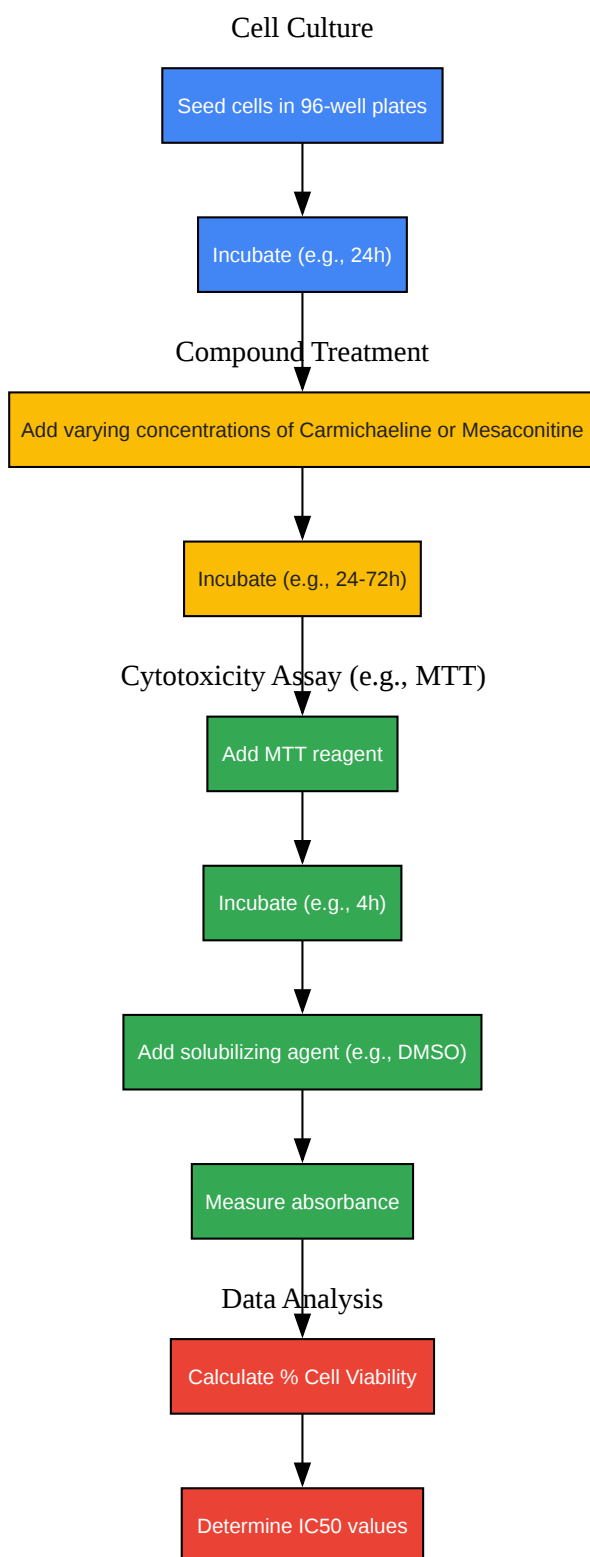 Cell Culture
Seed cells in 96-well plates
Incubate (e.g., 24h)
Compound Treatment
Add varying concentrations of Carmichaeline or Mesaconitine
Incubate (e.g., 24-72h)
Cytotoxicity Assay (e.g., MTT)
Add MTT reagent
Incubate (e.g., 4h)
Add solubilizing agent (e.g., DMSO)
Measure absorbance
Data Analysis
Calculate % Cell Viability
Determine IC50 values